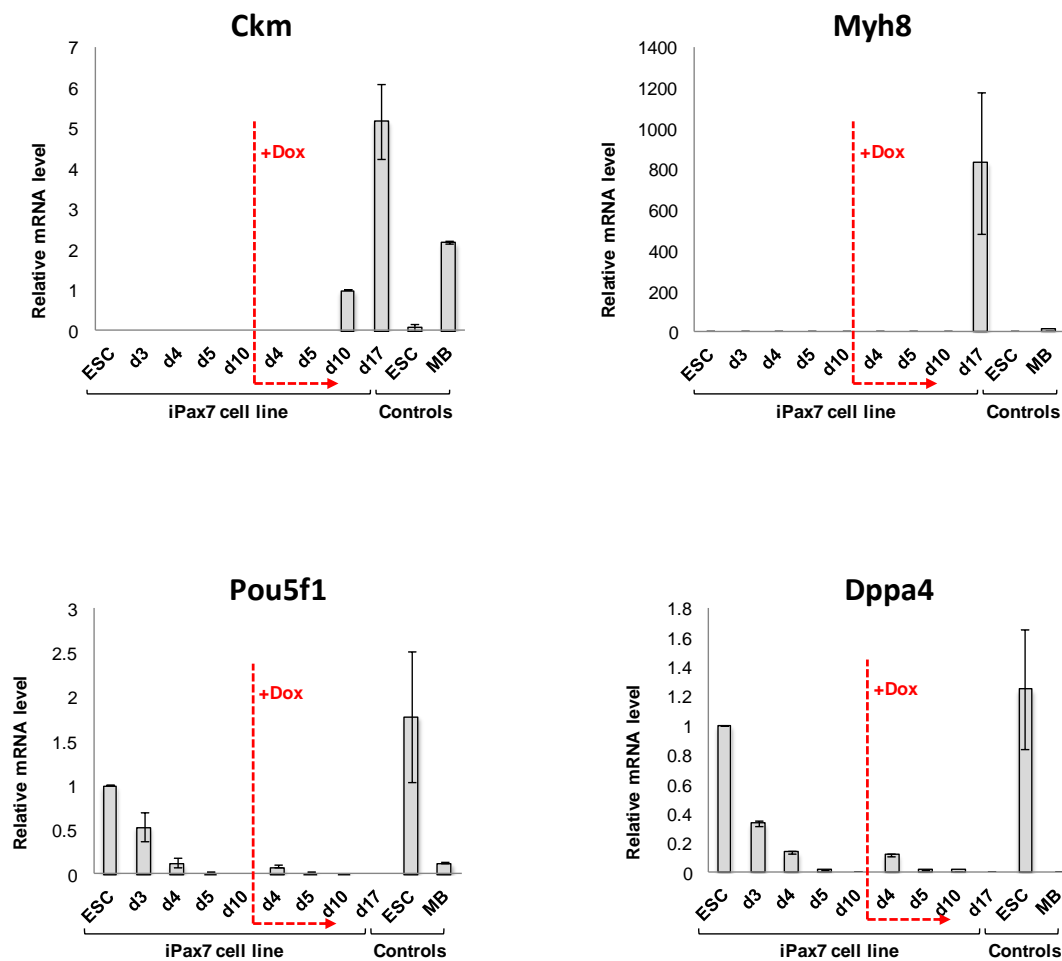 Ckm
Relative mRNA level
7
6
5
4
3
2
1
0
+Dox
ESC d3 d4 d5 d10 d4 d5 d10 d17 ESC MB
iPax7 cell line Controls
Myh8
Relative mRNA level
1400
1200
1000
800
600
400
200
0
+Dox
ESC d3 d4 d15 d10 d4 d5 d10 d17 ESC MB
iPax7 cell line Controls
Pou5f1
Relative mRNA level
3
2.5
2
1.5
1
0.5
0
+Dox
ESC d3 d4 d5 d10 d4 d5 d10 d17 ESC MB
iPax7 cell line Controls
Dppa4
Relative mRNA level
1.8
1.6
1.4
1.2
1
0.8
0.6
0.4
0.2
0
+Dox
ESC d3 d4 d5 d10 d4 d5 d10 d17 ESC MB
iPax7 cell line Controls